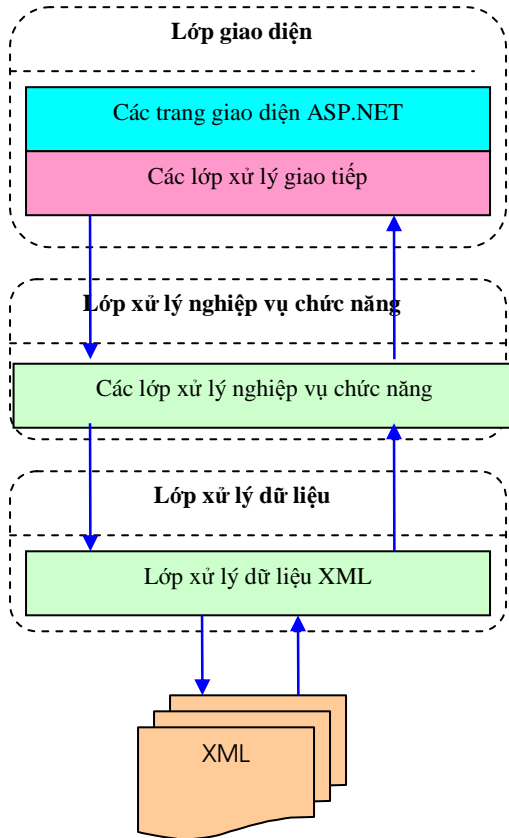 Lớp giao diện
Các trang giao diện ASP.NET
Các lớp xử lý giao tiếp
Lớp xử lý nghiệp vụ chức năng
Các lớp xử lý nghiệp vụ chức năng
Lớp xử lý dữ liệu
Lớp xử lý dữ liệu XML
XML